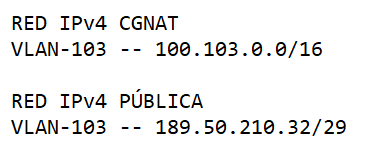 RED IPv4 CGNAT
VLAN-103 -- 100.103.0.0/16
RED IPv4 PÚBLICA
VLAN-103 -- 189.50.210.32/29